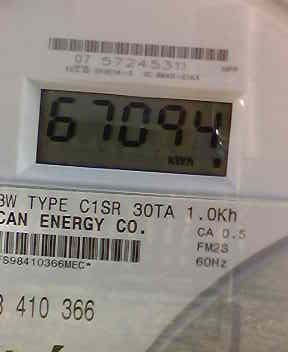 07 57245311
67094
KWH
3W TYPE C1SR 30TA 1.0Kh
CAN ENERGY CO.
CA 0.5
FM2S
60Hz
FS98410366MEC*
410 366